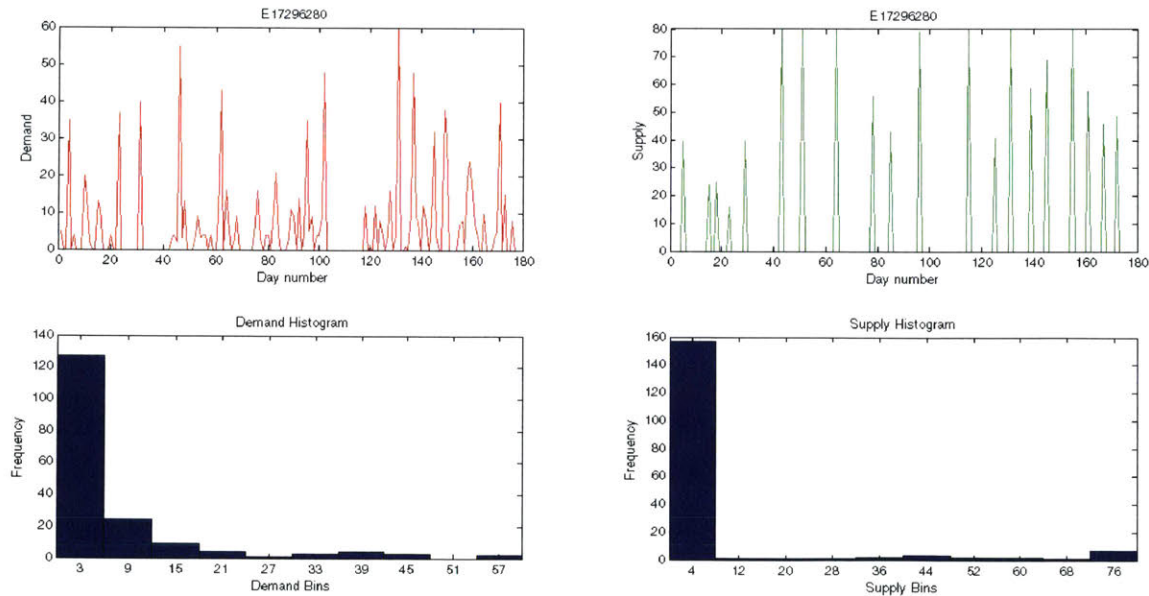 E17296280
Demand
60
50
40
30
20
10
0
0 20 40 60 80 100 120 140 160 180
Day number
E17296280
Supply
80
70
60
50
40
30
20
10
0
0 20 40 60 80 100 120 140 160 180
Day number
Demand Histogram
Frequency
140
120
100
80
60
40
20
0
3 9 15 21 27 33 39 45 51 57
Demand Bins
Supply Histogram
Frequency
160
140
120
100
80
60
40
20
0
4 12 20 28 36 44 52 60 68 76
Supply Bins